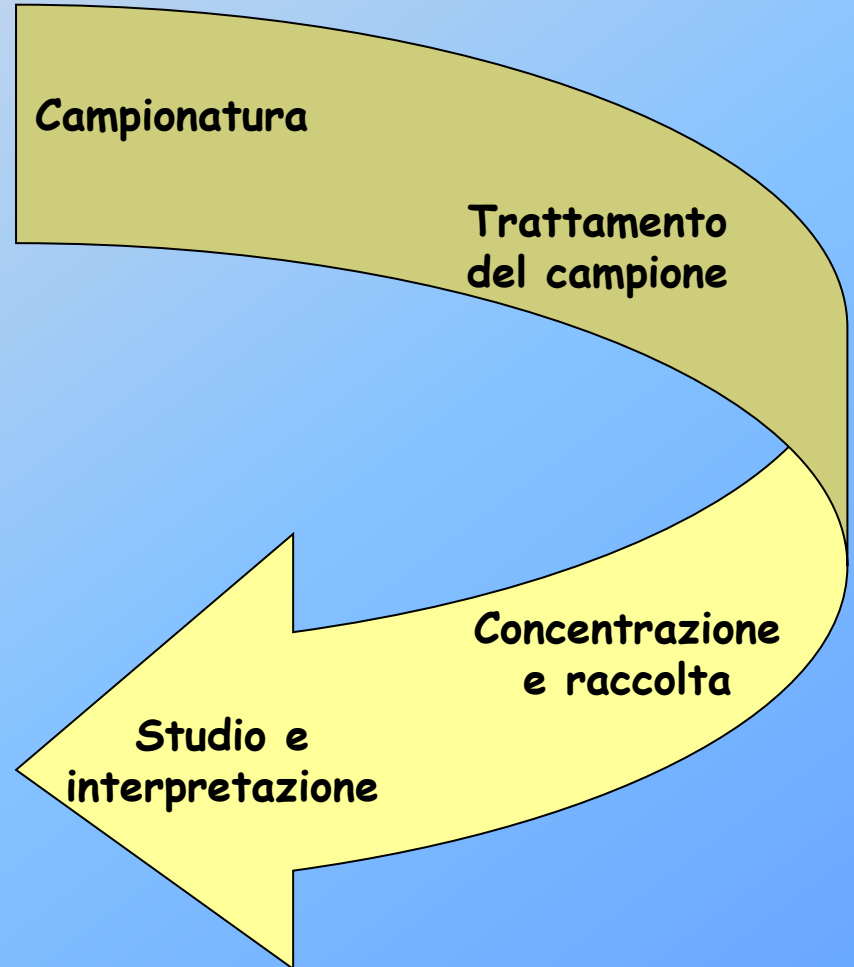 Campionatura
Trattamento
del campione
Concentrazione
e raccolta
Studio e
interpretazione